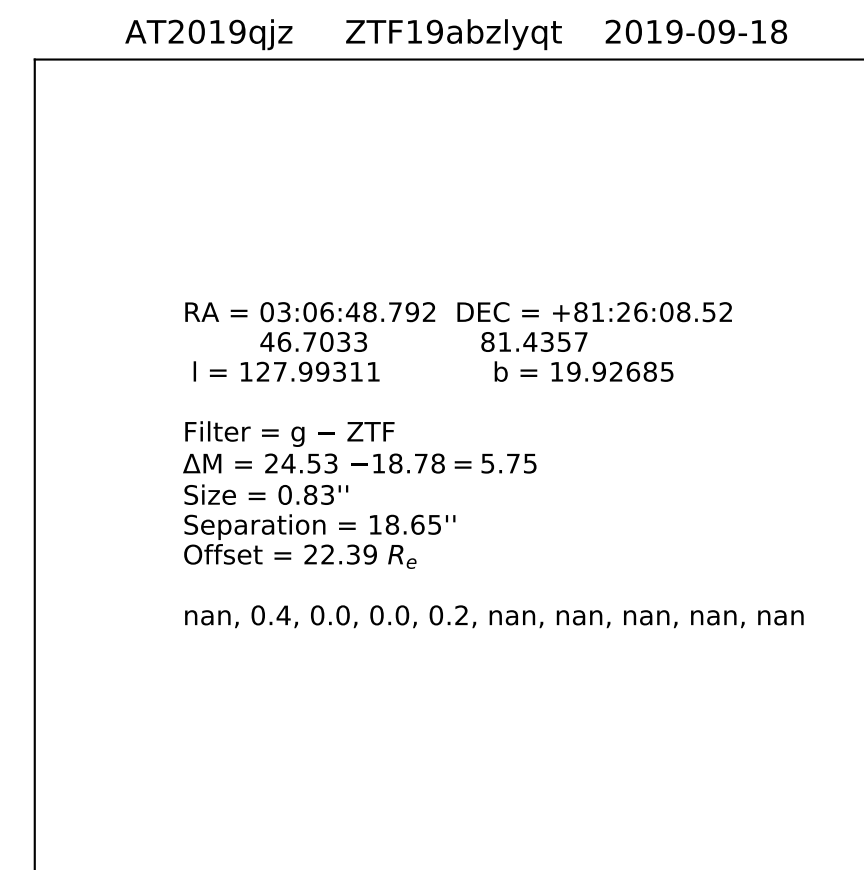 AT2019qjz ZTF19abzlyqt 2019-09-18
RA = 03:06:48.792 DEC = +81:26:08.52
46.7033 81.4357
l = 127.99311 b = 19.92685
Filter = g − ZTF
ΔM = 24.53 −18.78 = 5.75
Size = 0.83''
Separation = 18.65''
Offset = 22.39 Re
nan, 0.4, 0.0, 0.0, 0.2, nan, nan, nan, nan, nan